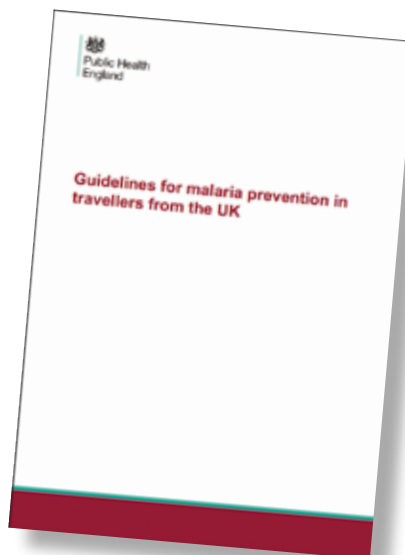 Public Health
England
Guidelines for malaria prevention in
travellers from the UK